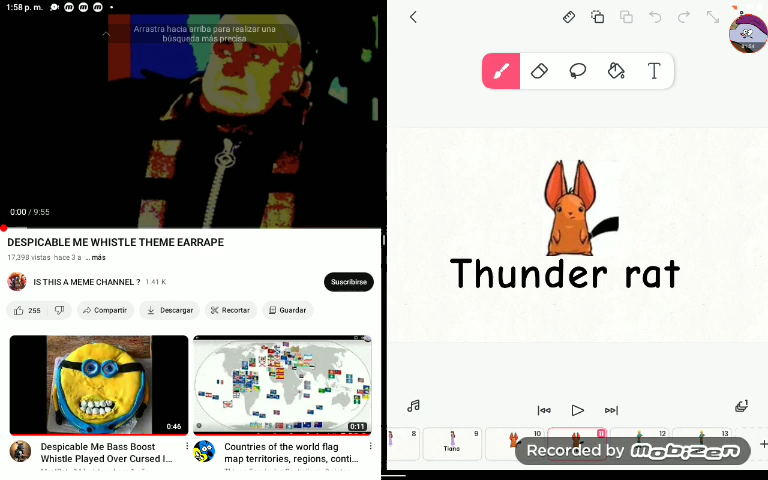 1:58 p. m.
Arrastra hacia arriba para realizar una
búsqueda más precisa
0:00 / 9:55
DESPICABLE ME WHISTLE THEME EARRAPE
17,398 vistas hace 3 a ...más
IS THIS A MEME CHANNEL ? 1.41 K
Suscribirse
255
Compartir
Descargar
Recortar
Guardar
0:46
0:11
Despicable Me Bass Boost
Whistle Played Over Cursed I...
Countries of the world flag
map territories, regions, conti...
T
Thunder rat
1
8
9
Tiana
10
11
12
13
Recorded by mobizen